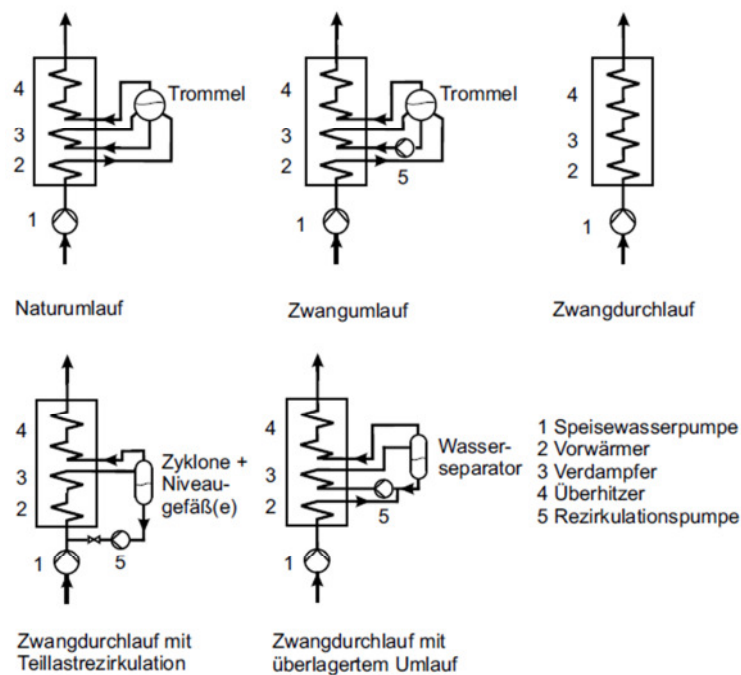 4
3
2
1
Trommel
Naturumlauf
4
3
2
1
5
Trommel
Zwangumlauf
4
3
2
1
Zwangdurchlauf
4
3
2
1
5
Zyklone +
Niveau-
gefäß(e)
Zwangdurchlauf mit
Teillastrezirkulation
4
3
2
1
5
Wasser-
separator
Zwangdurchlauf mit
überlagertem Umlauf
1 Speisewasserpumpe
2 Vorwärmer
3 Verdampfer
4 Überhitzer
5 Rezirkulationspumpe